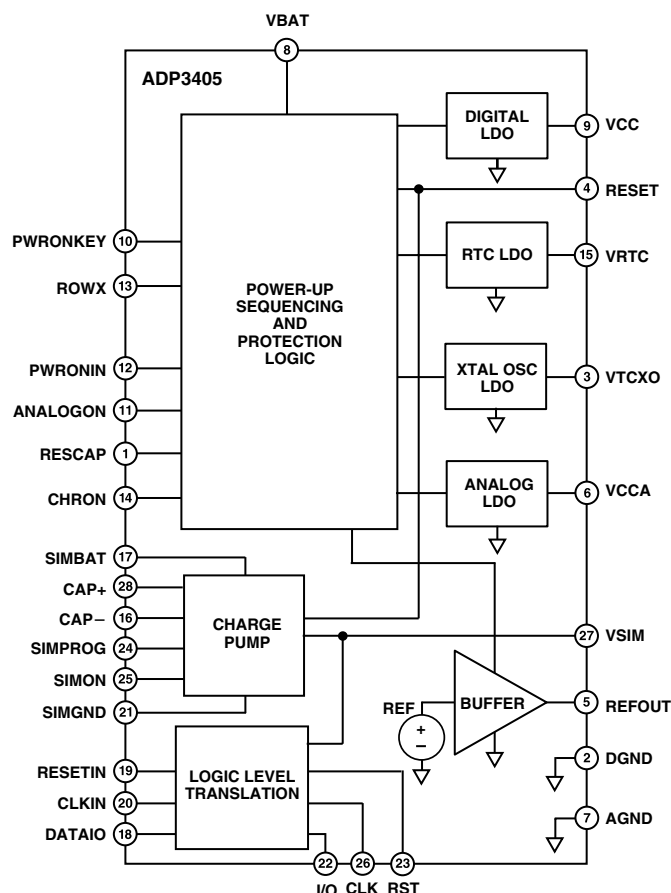 VBAT
8
ADP3405
DIGITAL
LDO
9 VCC
4 RESET
PWRONKEY 10
ROWX 13
POWER-UP
SEQUENCING
AND
PROTECTION
LOGIC
RTC LDO
15 VRTC
PWRONIN 12
ANALOGON 11
RESCAP 1
CHRON 14
XTAL OSC
LDO
3 VTCXO
ANALOG
LDO
6 VCCA
SIMBAT 17
CAP+ 28
CAP− 16
SIMPROG 24
SIMON 25
SIMGND 21
CHARGE
PUMP
27 VSIM
REF
+
−
BUFFER
5 REFOUT
2 DGND
7 AGND
RESETIN 19
CLKIN 20
DATAIO 18
LOGIC LEVEL
TRANSLATION
22 26 23
I/O CLK RST